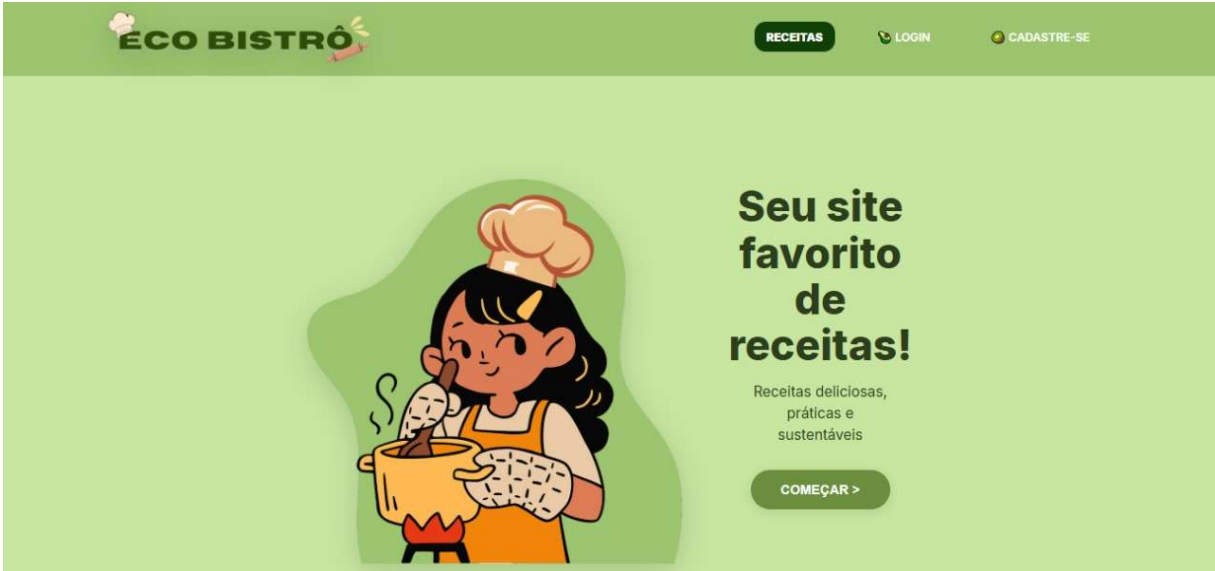 ECO BISTRÔ
RECEITAS
LOGIN
CADASTRE-SE
Seu site
favorito
de
receitas!
Receitas deliciosas,
práticas e
sustentáveis
COMEÇAR >